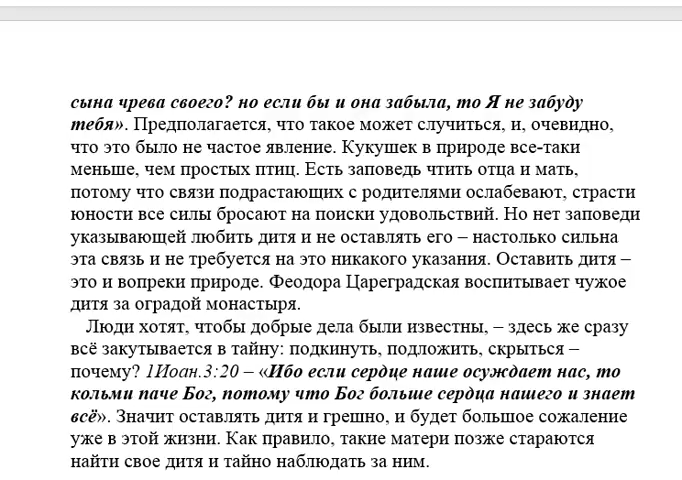 сына чрева своего? но если бы и она забыла, то Я не забуду
тебя». Предполагается, что такое может случиться, и, очевидно,
что это было не частое явление. Кукушек в природе все-таки
меньше, чем простых птиц. Есть заповедь чтить отца и мать,
потому что связи подрастающих с родителями ослабевают, страсти
юности все силы бросают на поиски удовольствий. Но нет заповеди
указывающей любить дитя и не оставлять его – настолько сильна
эта связь и не требуется на это никакого указания. Оставить дитя –
это и вопреки природе. Феодора Цареградская воспитывает чужое
дитя за оградой монастыря.
Люди хотят, чтобы добрые дела были известны, – здесь же сразу
всё закутывается в тайну: подкинуть, подложить, скрыться –
почему? 1Иоан.3:20 – «Ибо если сердце наше осуждает нас, то
кольми паче Бог, потому что Бог больше сердца нашего и знает
всё». Значит оставлять дитя и грешно, и будет большое сожаление
уже в этой жизни. Как правило, такие матери позже стараются
найти свое дитя и тайно наблюдать за ним.